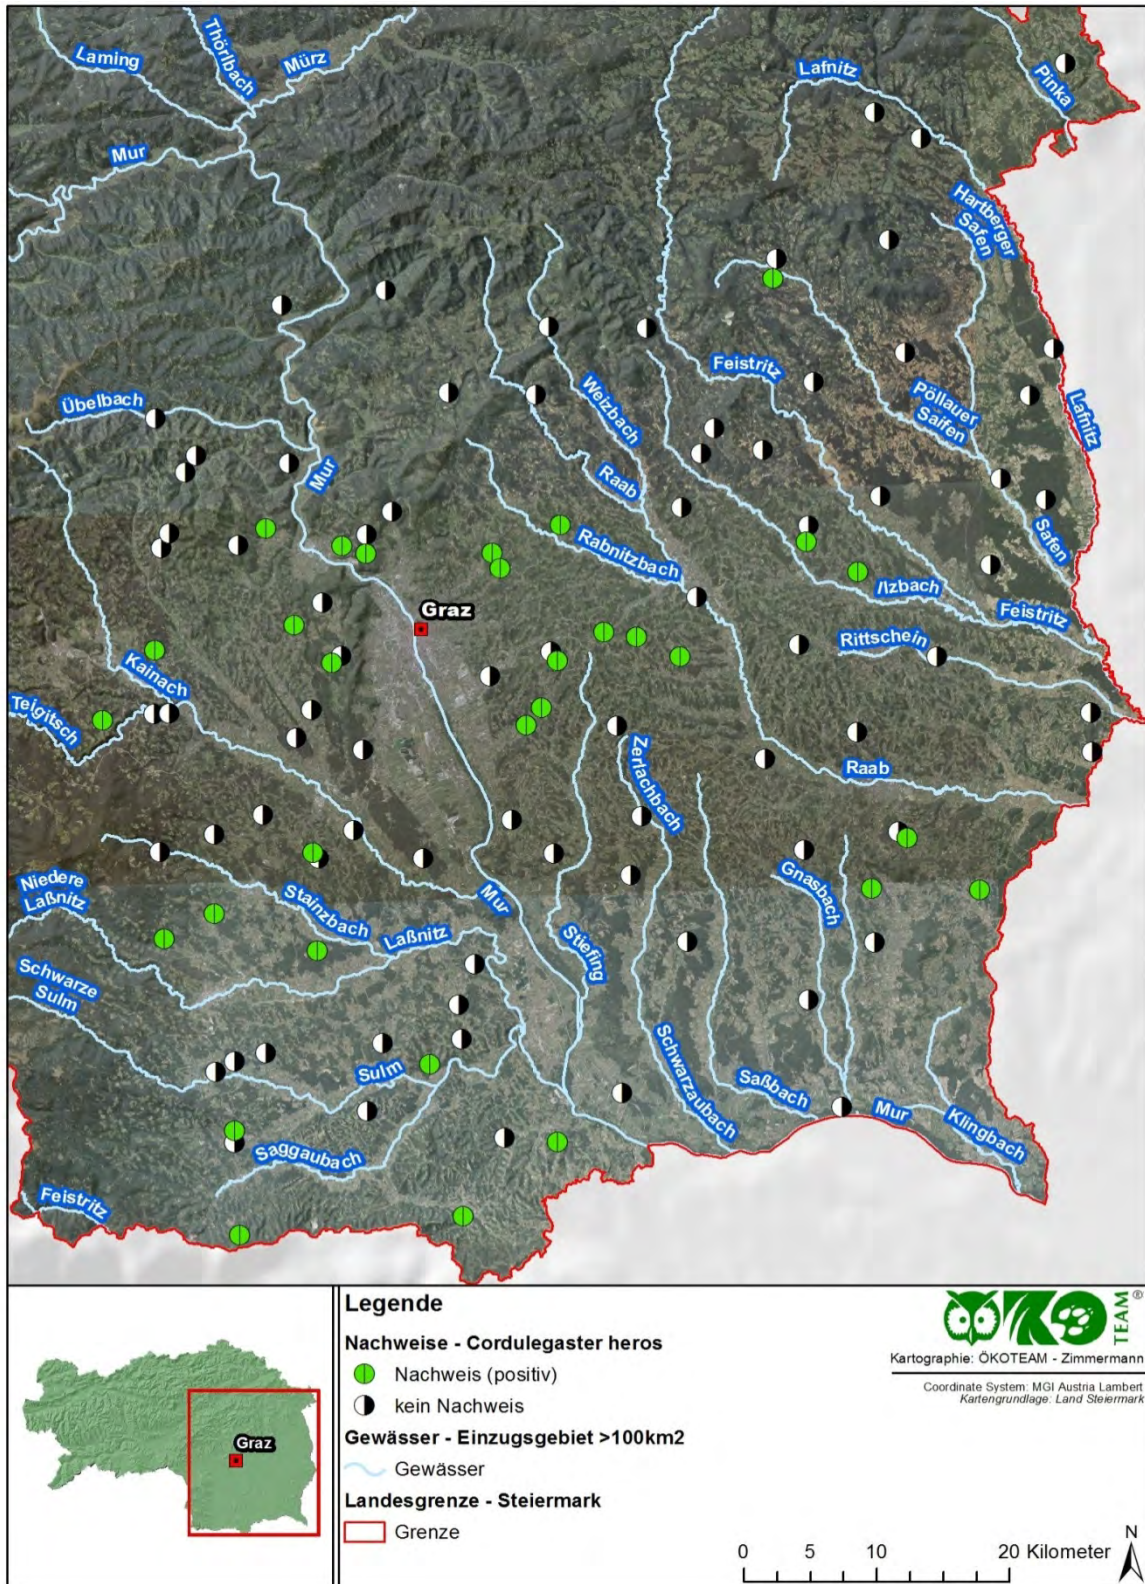 Laming
Thörlbach
Mürz
Lafnitz
Pinka
Mur
Hartberger
Safen
Feistritz
Weizbach
Übelbach
Pöllauer
Saifen
Lafnitz
Mur
Raab
Rabnitzbach
Safen
Ilzbach
Graz
Feistritz
Rittschein
Kainach
Teigitsch
Zerlachbach
Raab
Niedere
Laßnitz
Stainzbach
Mur
Gnasbach
Laßnitz
Stiefing
Schwarze
Sulm
Sulm
Schwarzaubach
Saßbach
Mur
Klingbach
Saggaubach
Feistritz
Graz
Legende
Nachweise - Cordulegaster heros
Nachweis (positiv)
kein Nachweis
Gewässer - Einzugsgebiet >100km2
Gewässer
Landesgrenze - Steiermark
Grenze
ÖKO TEAM ®
Kartographie: ÖKOTEAM - Zimmermann
Coordinate System: MGI Austria Lambert
Kartengrundlage: Land Steiermark
N
0 5 10 20 Kilometer